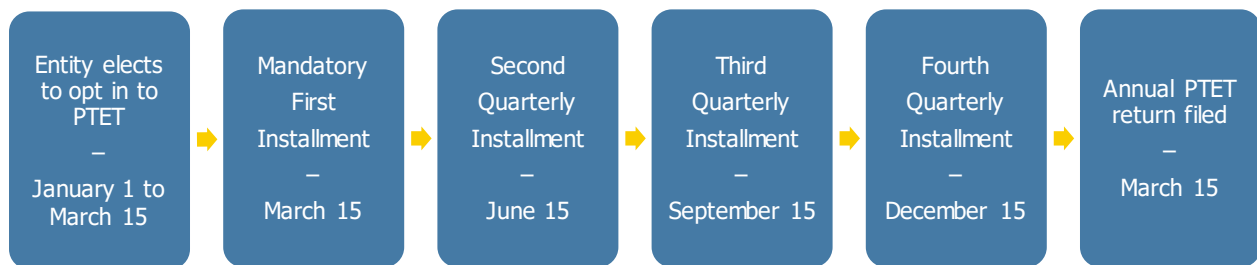 Entity elects
to opt in to
PTET
–
January 1 to
March 15
Mandatory
First
Installment
–
March 15
Second
Quarterly
Installment
–
June 15
Third
Quarterly
Installment
–
September 15
Fourth
Quarterly
Installment
–
December 15
Annual PTET
return filed
–
March 15